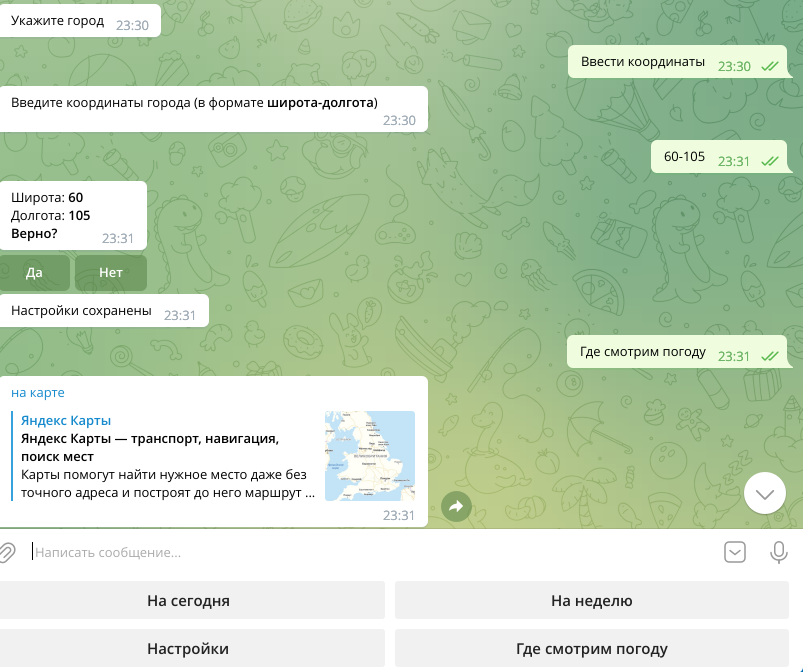 Укажите город 23:30
Ввести координаты 23:30
Введите координаты города (в формате широта-долгота)
23:30
60-105 23:31
Широта: 60
Долгота: 105
Верно? 23:31
Да Нет
Настройки сохранены 23:31
Где смотрим погоду 23:31
на карте
Яндекс Карты
Яндекс Карты — транспорт, навигация,
поиск мест
Карты помогут найти нужное место даже без
точного адреса и построят до него маршрут ...
23:31
Написать сообщение...
На сегодня На неделю
Настройки Где смотрим погоду